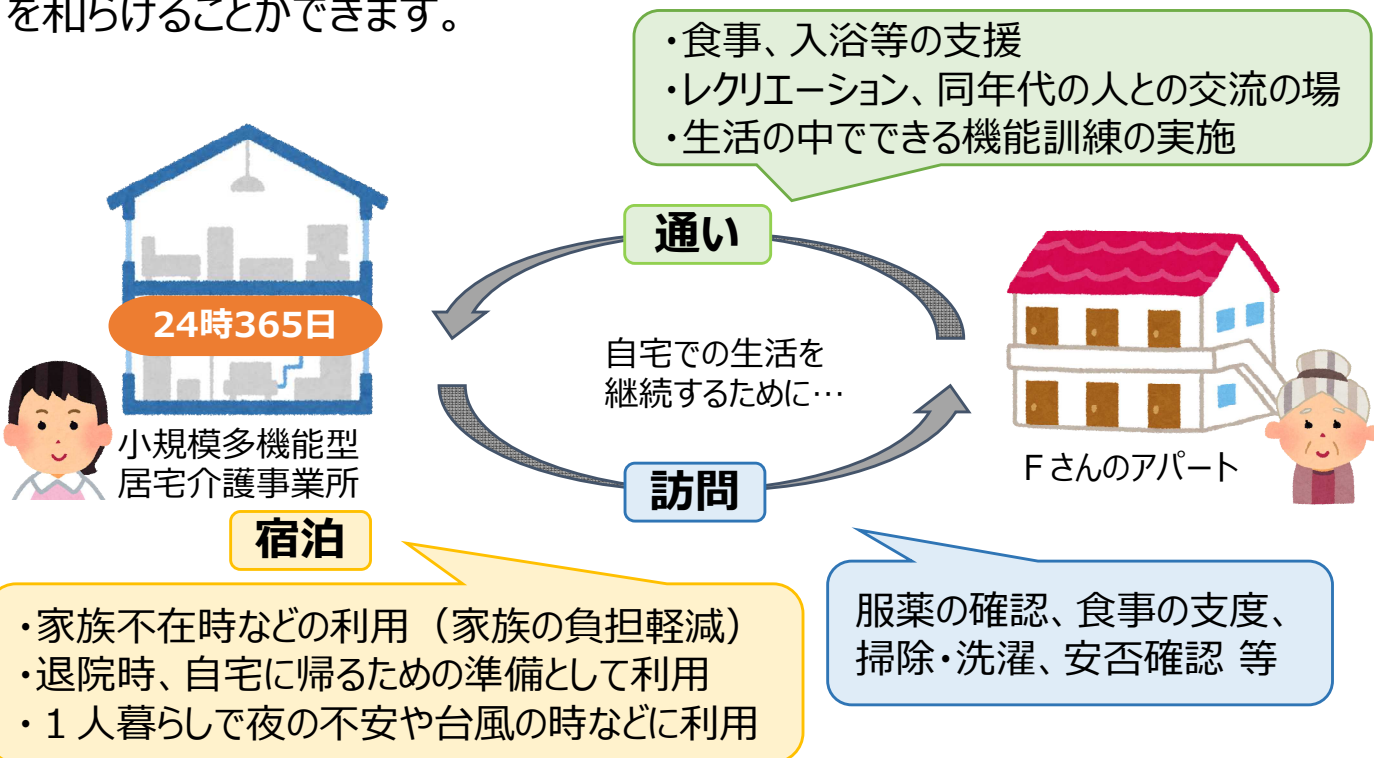 を和らげることができます。
・食事、入浴等の支援
・レクリエーション、同年代の人との交流の場
・生活の中でできる機能訓練の実施
通い
24時365日
自宅での生活を
継続するために…
小規模多機能型
居宅介護事業所
Fさんのアパート
訪問
宿泊
・家族不在時などの利用（家族の負担軽減）
・退院時、自宅に帰るための準備として利用
・１人暮らしで夜の不安や台風の時などに利用
服薬の確認、食事の支度、
掃除・洗濯、安否確認 等